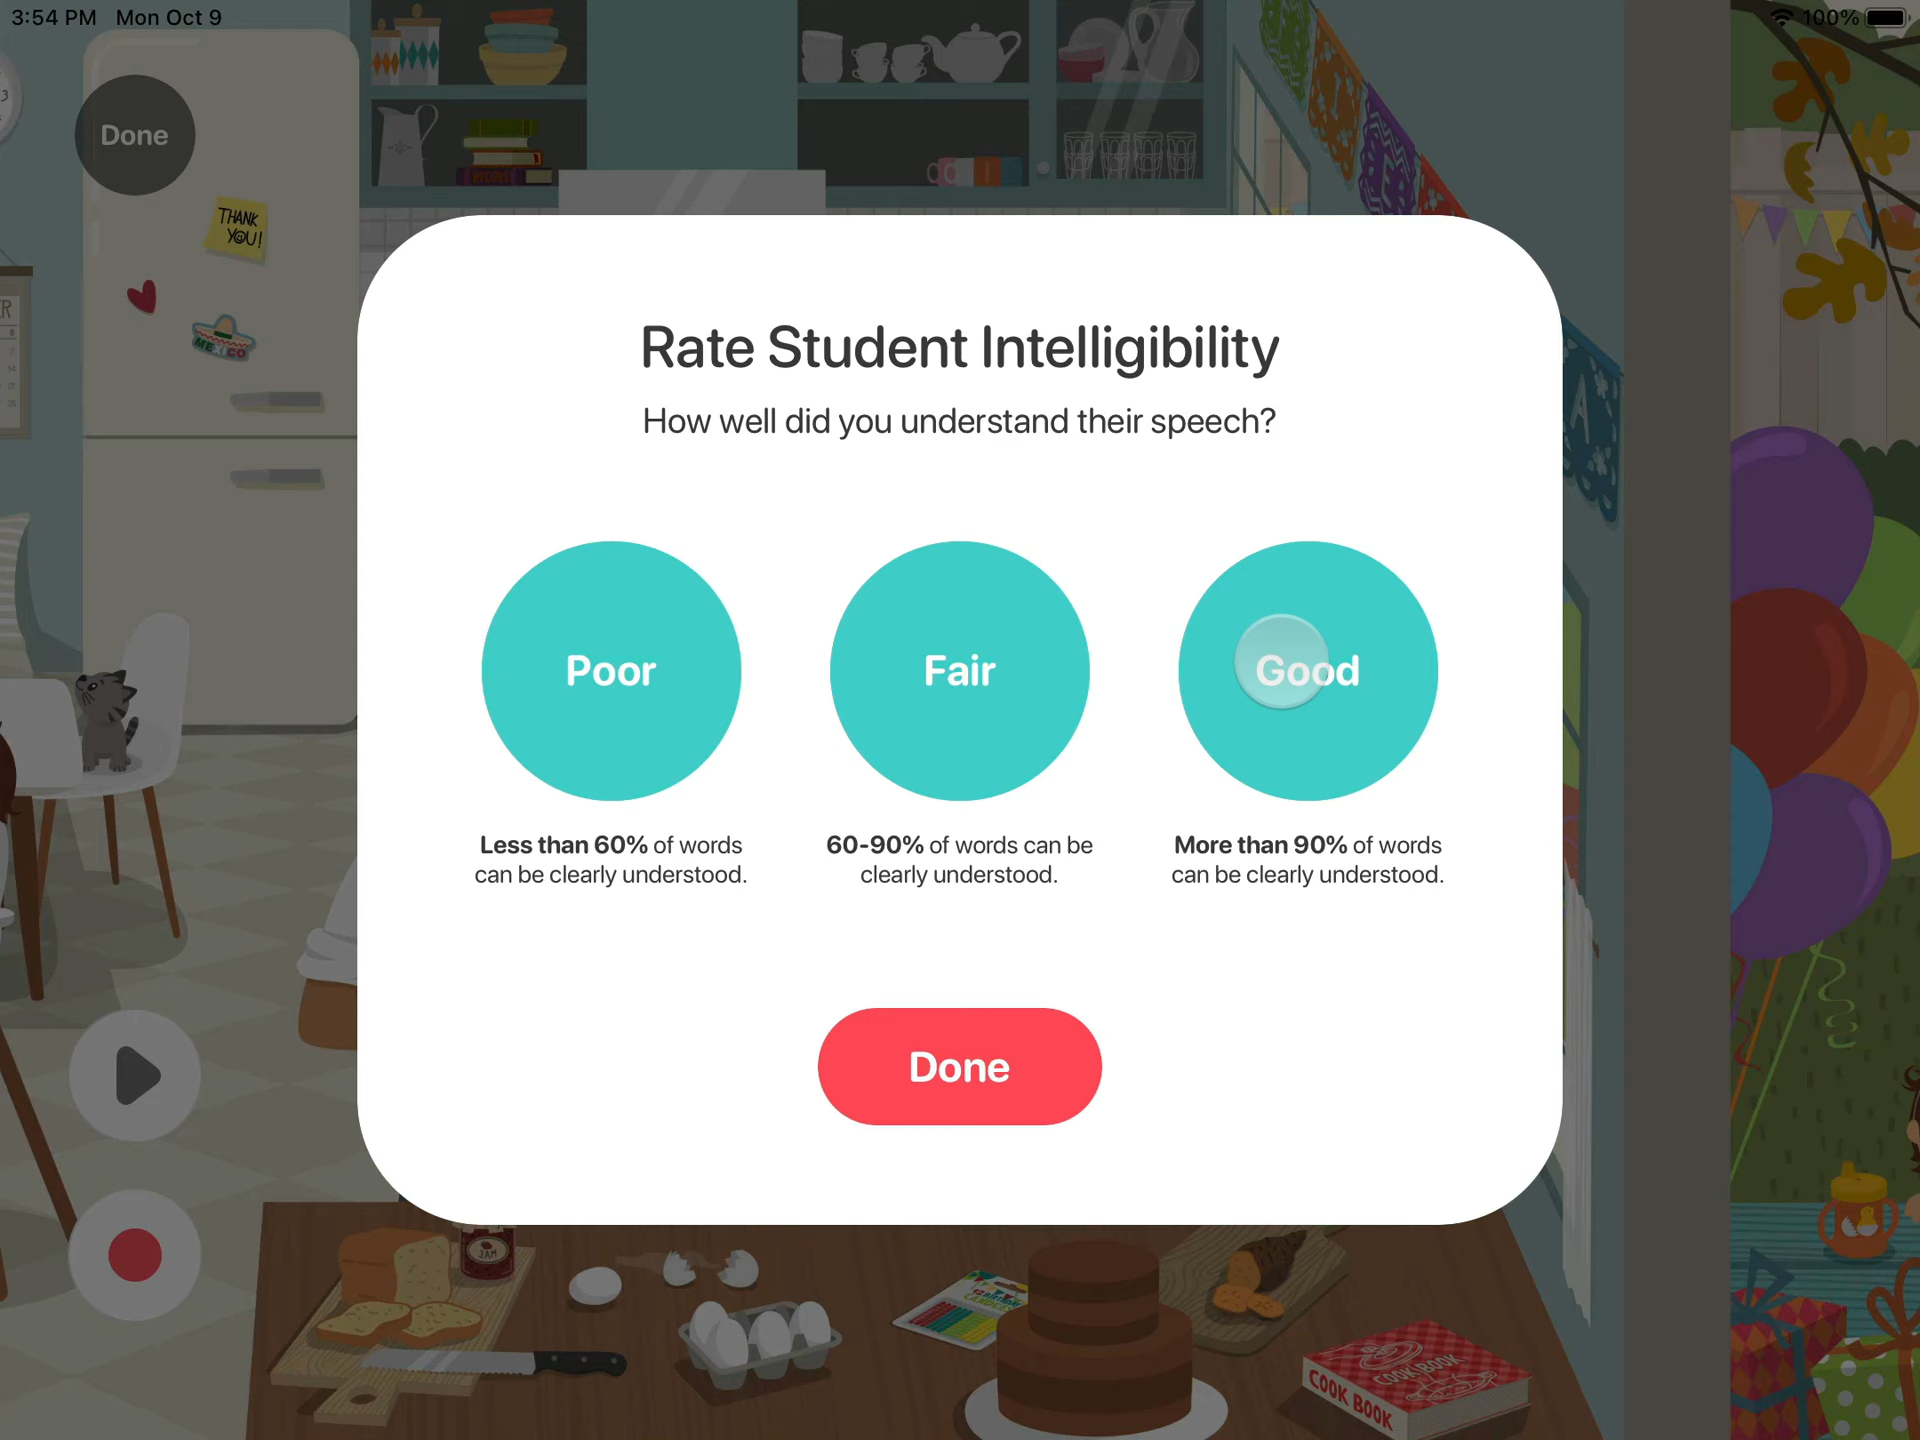 3:54 PM Mon Oct 9
100%
Done
THANK
YOU!
MEXICO
Rate Student Intelligibility
How well did you understand their speech?
Poor
Fair
Good
Less than 60% of words
can be clearly understood.
60-90% of words can be
clearly understood.
More than 90% of words
can be clearly understood.
Done
JAM
COOK BOOK
COOK BOOK